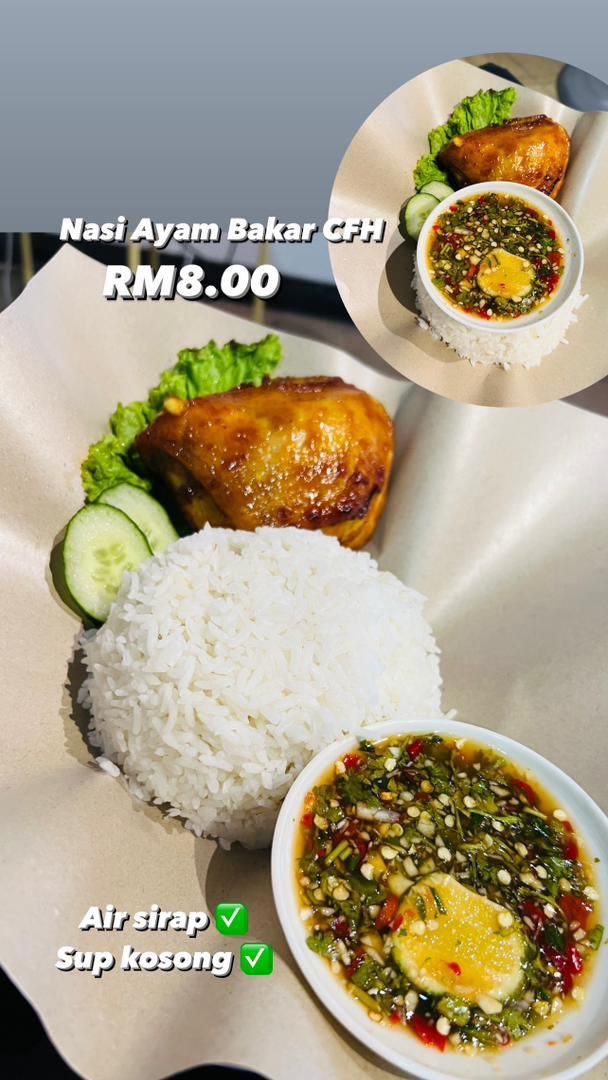 Nasi Ayam Bakar CFH
RM8.00
Air sirap ✅
Sup kosong ✅